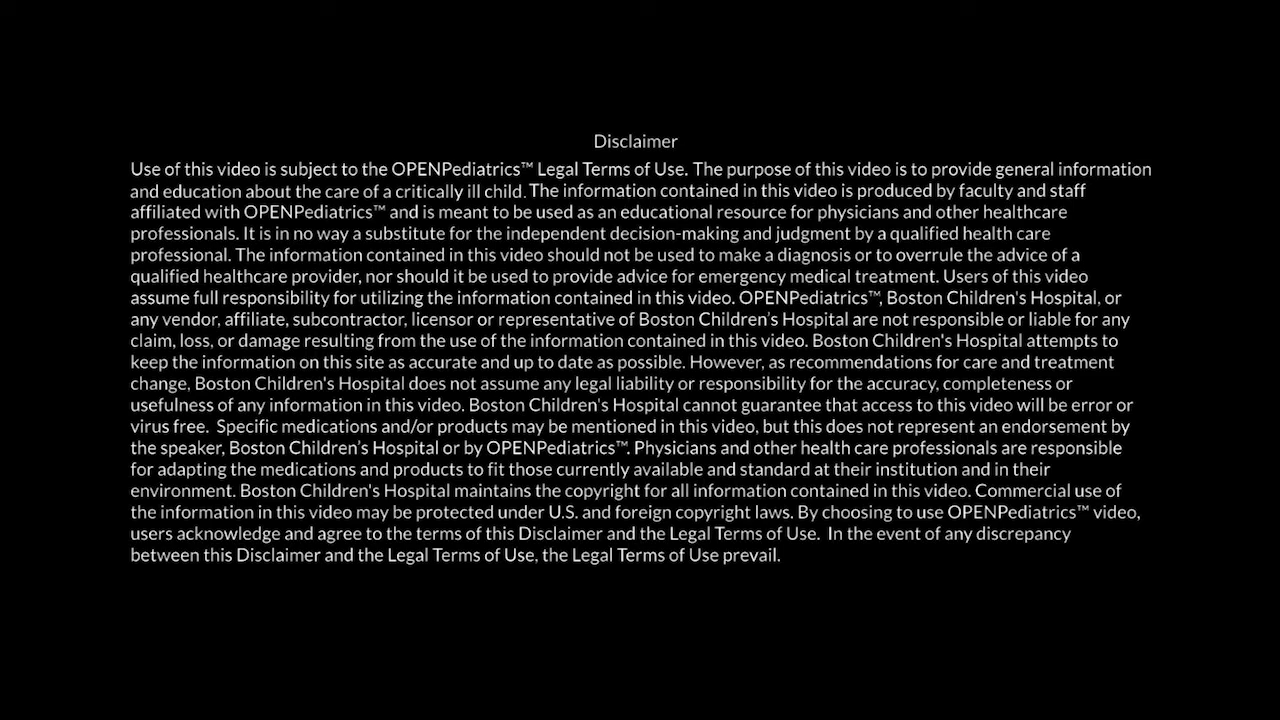 Disclaimer
Use of this video is subject to the OPENPediatrics™ Legal Terms of Use. The purpose of this video is to provide general information
and education about the care of a critically ill child. The information contained in this video is produced by faculty and staff
affiliated with OPENPediatrics™ and is meant to be used as an educational resource for physicians and other healthcare
professionals. It is in no way a substitute for the independent decision-making and judgment by a qualified health care
professional. The information contained in this video should not be used to make a diagnosis or to overrule the advice of a
qualified healthcare provider, nor should it be used to provide advice for emergency medical treatment. Users of this video
assume full responsibility for utilizing the information contained in this video. OPENPediatrics™, Boston Children's Hospital, or
any vendor, affiliate, subcontractor, licensor or representative of Boston Children’s Hospital are not responsible or liable for any
claim, loss, or damage resulting from the use of the information contained in this video. Boston Children's Hospital attempts to
keep the information on this site as accurate and up to date as possible. However, as recommendations for care and treatment
change, Boston Children's Hospital does not assume any legal liability or responsibility for the accuracy, completeness or
usefulness of any information in this video. Boston Children's Hospital cannot guarantee that access to this video will be error or
virus free.  Specific medications and/or products may be mentioned in this video, but this does not represent an endorsement by
the speaker, Boston Children’s Hospital or by OPENPediatrics™. Physicians and other health care professionals are responsible
for adapting the medications and products to fit those currently available and standard at their institution and in their
environment. Boston Children's Hospital maintains the copyright for all information contained in this video. Commercial use of
the information in this video may be protected under U.S. and foreign copyright laws. By choosing to use OPENPediatrics™ video,
users acknowledge and agree to the terms of this Disclaimer and the Legal Terms of Use.  In the event of any discrepancy
between this Disclaimer and the Legal Terms of Use, the Legal Terms of Use prevail.